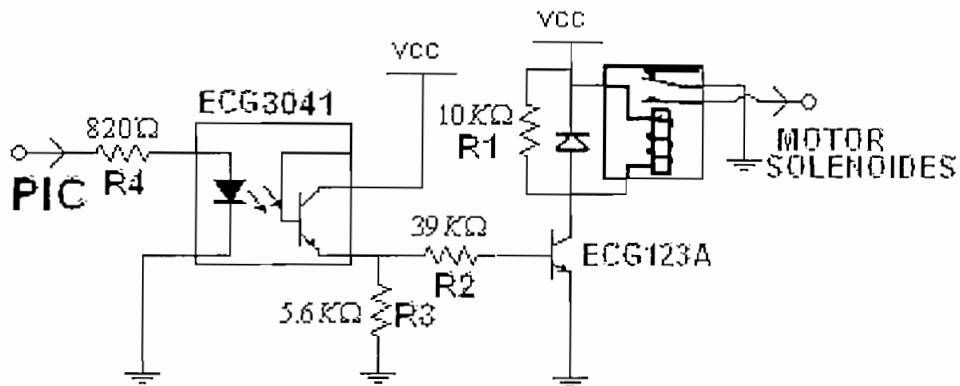 VCC
VCC
ECG3041
820Ω
10KΩ
R1
PIC
R4
MOTOR
SOLENOIDES
39KΩ
R2
ECG123A
5.6KΩ
R3